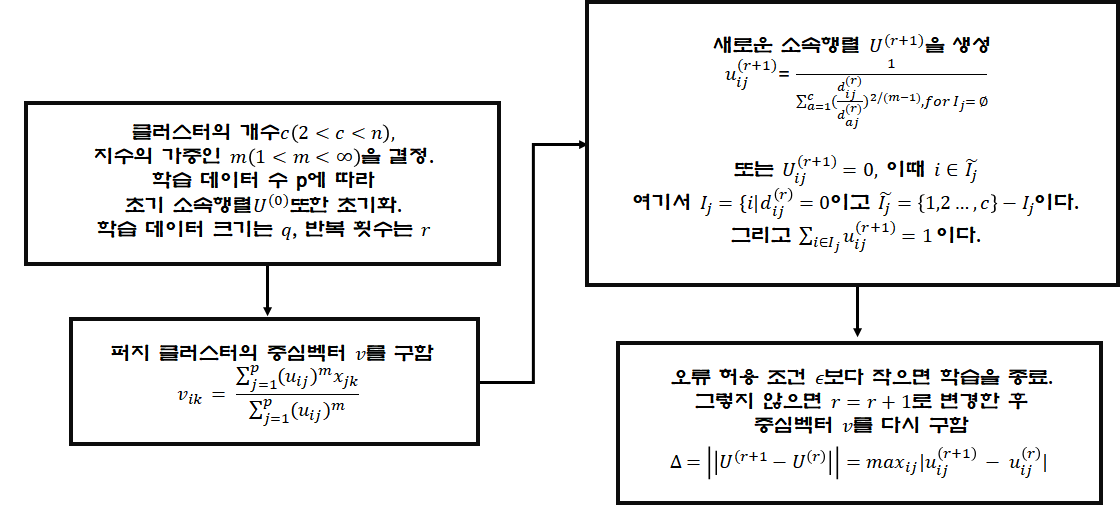 클러스터의 개수c(2 < c < n),
지수의 가중인 m(1 < m < ∞)을 결정.
학습 데이터 수 p에 따라
초기 소속행렬U^(0)또한 초기화.
학습 데이터 크기는 q, 반복 횟수는 r
퍼지 클러스터의 중심벡터 v를 구함
v_ik = ∑_{j=1}^{p}(u_ij)^m x_jk / ∑_{j=1}^{p}(u_ij)^m
새로운 소속행렬 U^(r+1)을 생성
u_ij^(r+1)= 1 / ∑_{a=1}^{c}(d_ij^(r) / d_aj^(r))^{2/(m−1)},for I_j= ∅
또는 U_ij^(r+1) = 0, 이때 i ∈ Ĩ_j
여기서 I_j = {i|d_ij^(r) = 0이고 Ĩ_j = {1,2 …, c} − I_j이다.
그리고 ∑_{i∈I_j} u_ij^(r+1) = 1 이다.
오류 허용 조건 ϵ보다 작으면 학습을 종료.
그렇지 않으면 r = r + 1로 변경한 후
중심벡터 v를 다시 구함
Δ = ||U^(r+1 − U^(r)|| = max_ij|u_ij^(r+1) − u_ij^(r)|